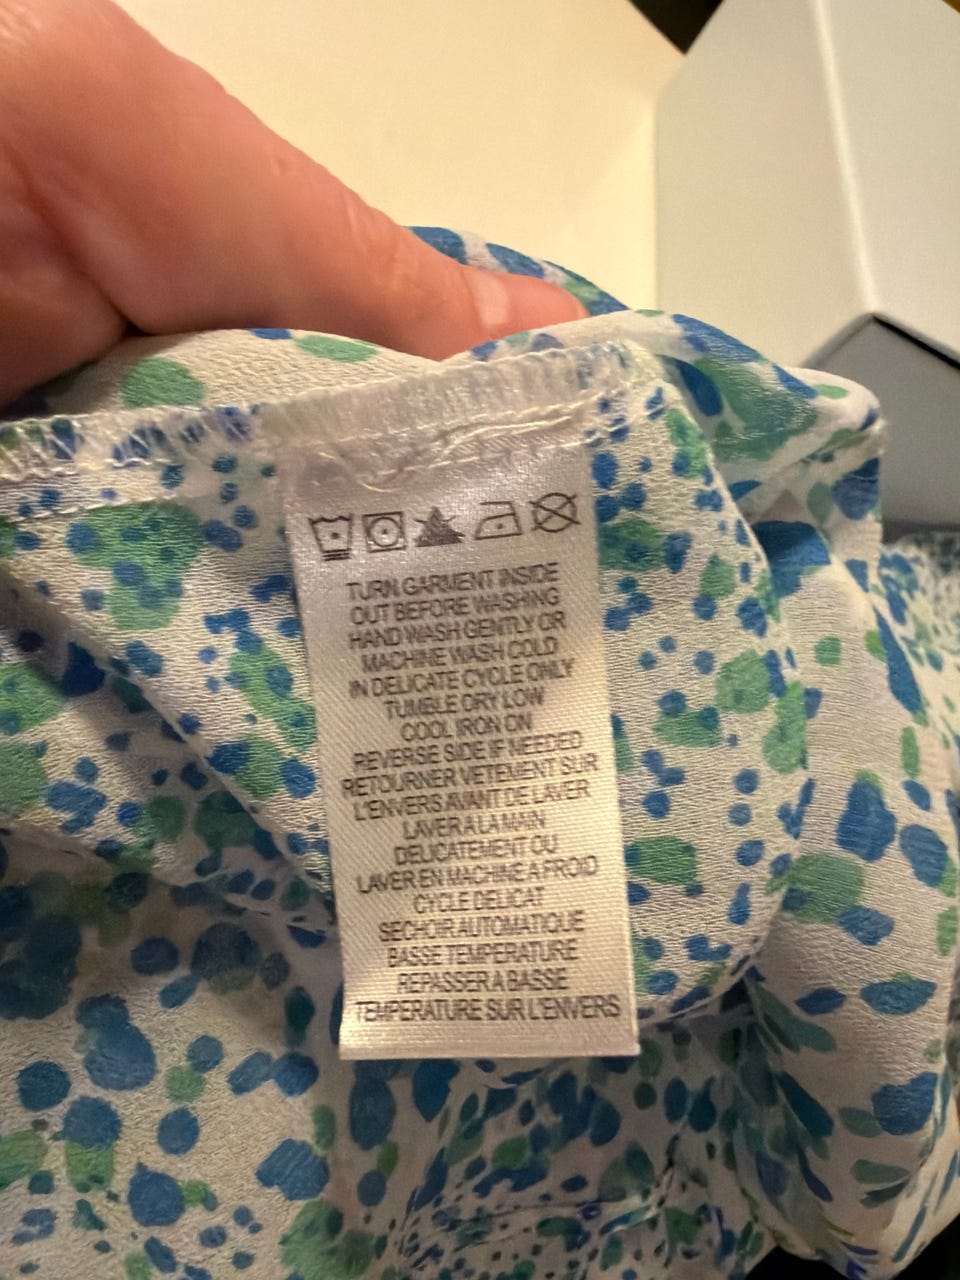 TURN GARMENT INSIDE
OUT BEFORE WASHING
HAND WASH GENTLY OR
MACHINE WASH COLD
IN DELICATE CYCLE ONLY
TUMBLE DRY LOW
COOL IRON ON
REVERSE SIDE IF NEEDED
RETOURNER VETEMENT SUR
L'ENVERS AVANT DE LAVER
LAVER A LA MAIN
DELICATEMENT OU
LAVER EN MACHINE A FROID
CYCLE DELICAT
SECHOIR AUTOMATIQUE
BASSE TEMPERATURE
REPASSER A BASSE
TEMPERATURE SUR L'ENVERS